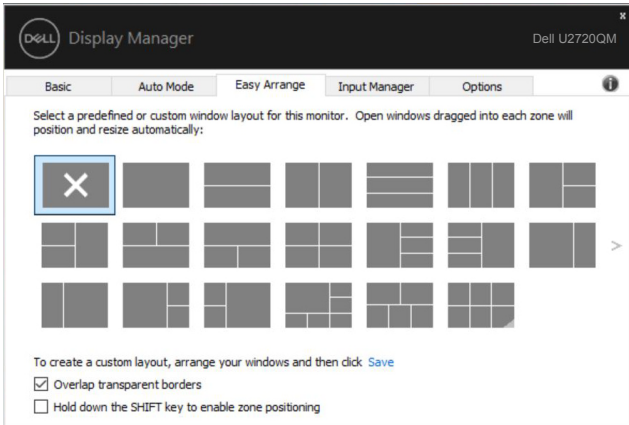 x
DELL Display Manager
Dell U2720QM
Basic Auto Mode Easy Arrange Input Manager Options i
Select a predefined or custom window layout for this monitor. Open windows dragged into each zone will
position and resize automatically:
>
To create a custom layout, arrange your windows and then click Save
Overlap transparent borders
Hold down the SHIFT key to enable zone positioning